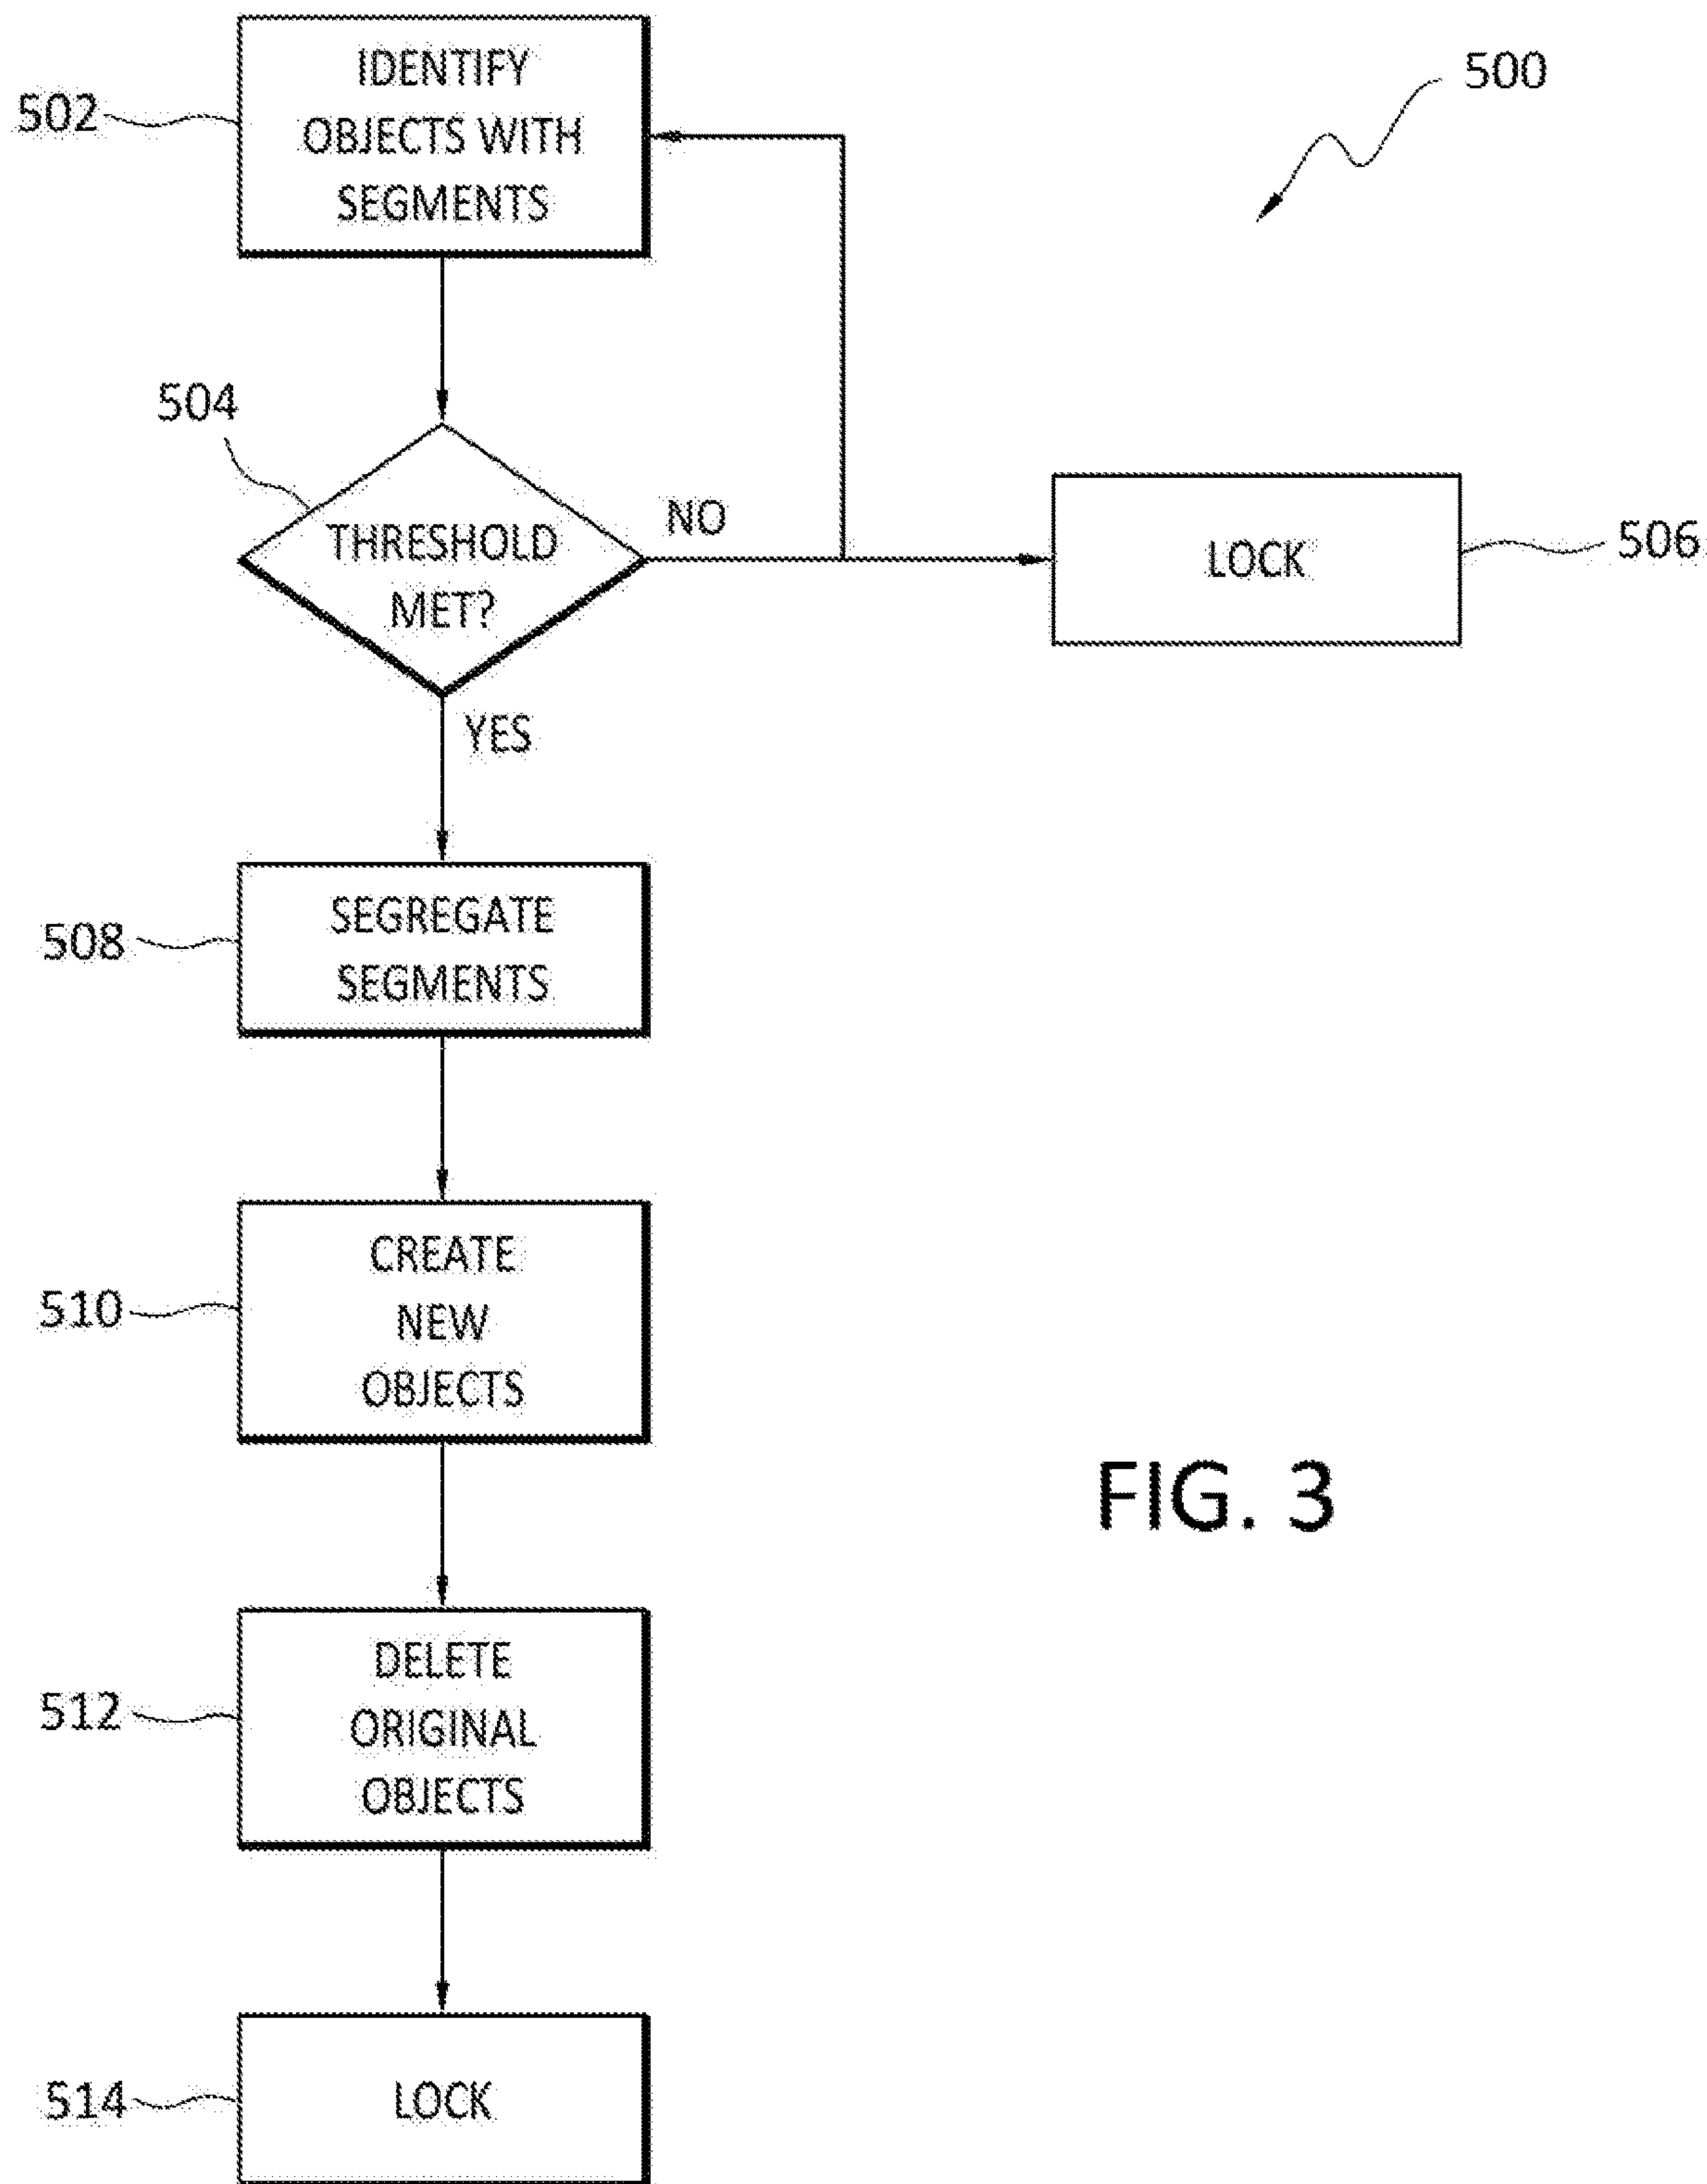 500
502
IDENTIFY
OBJECTS WITH
SEGMENTS
504
THRESHOLD
MET?
NO
LOCK
506
YES
508
SEGREGATE
SEGMENTS
510
CREATE
NEW
OBJECTS
FIG. 3
512
DELETE
ORIGINAL
OBJECTS
514
LOCK